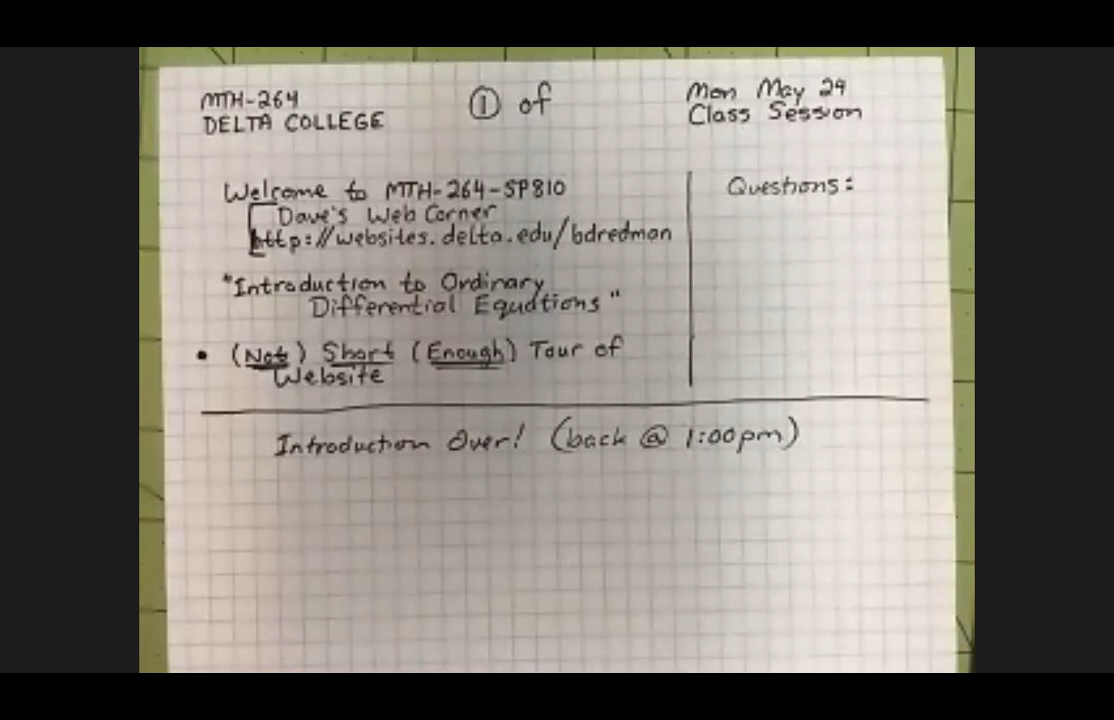 MTH-264
DELTA COLLEGE
① of
Mon May 24
Class Session
Welcome to MTH-264-SP810
Dave's Web Corner
http://websites.delta.edu/bdredman
"Introduction to Ordinary
Differential Equations"
• (Not) Short (Enough) Tour of
Website
Questions:
Introduction Over! (back @ 1:00pm)